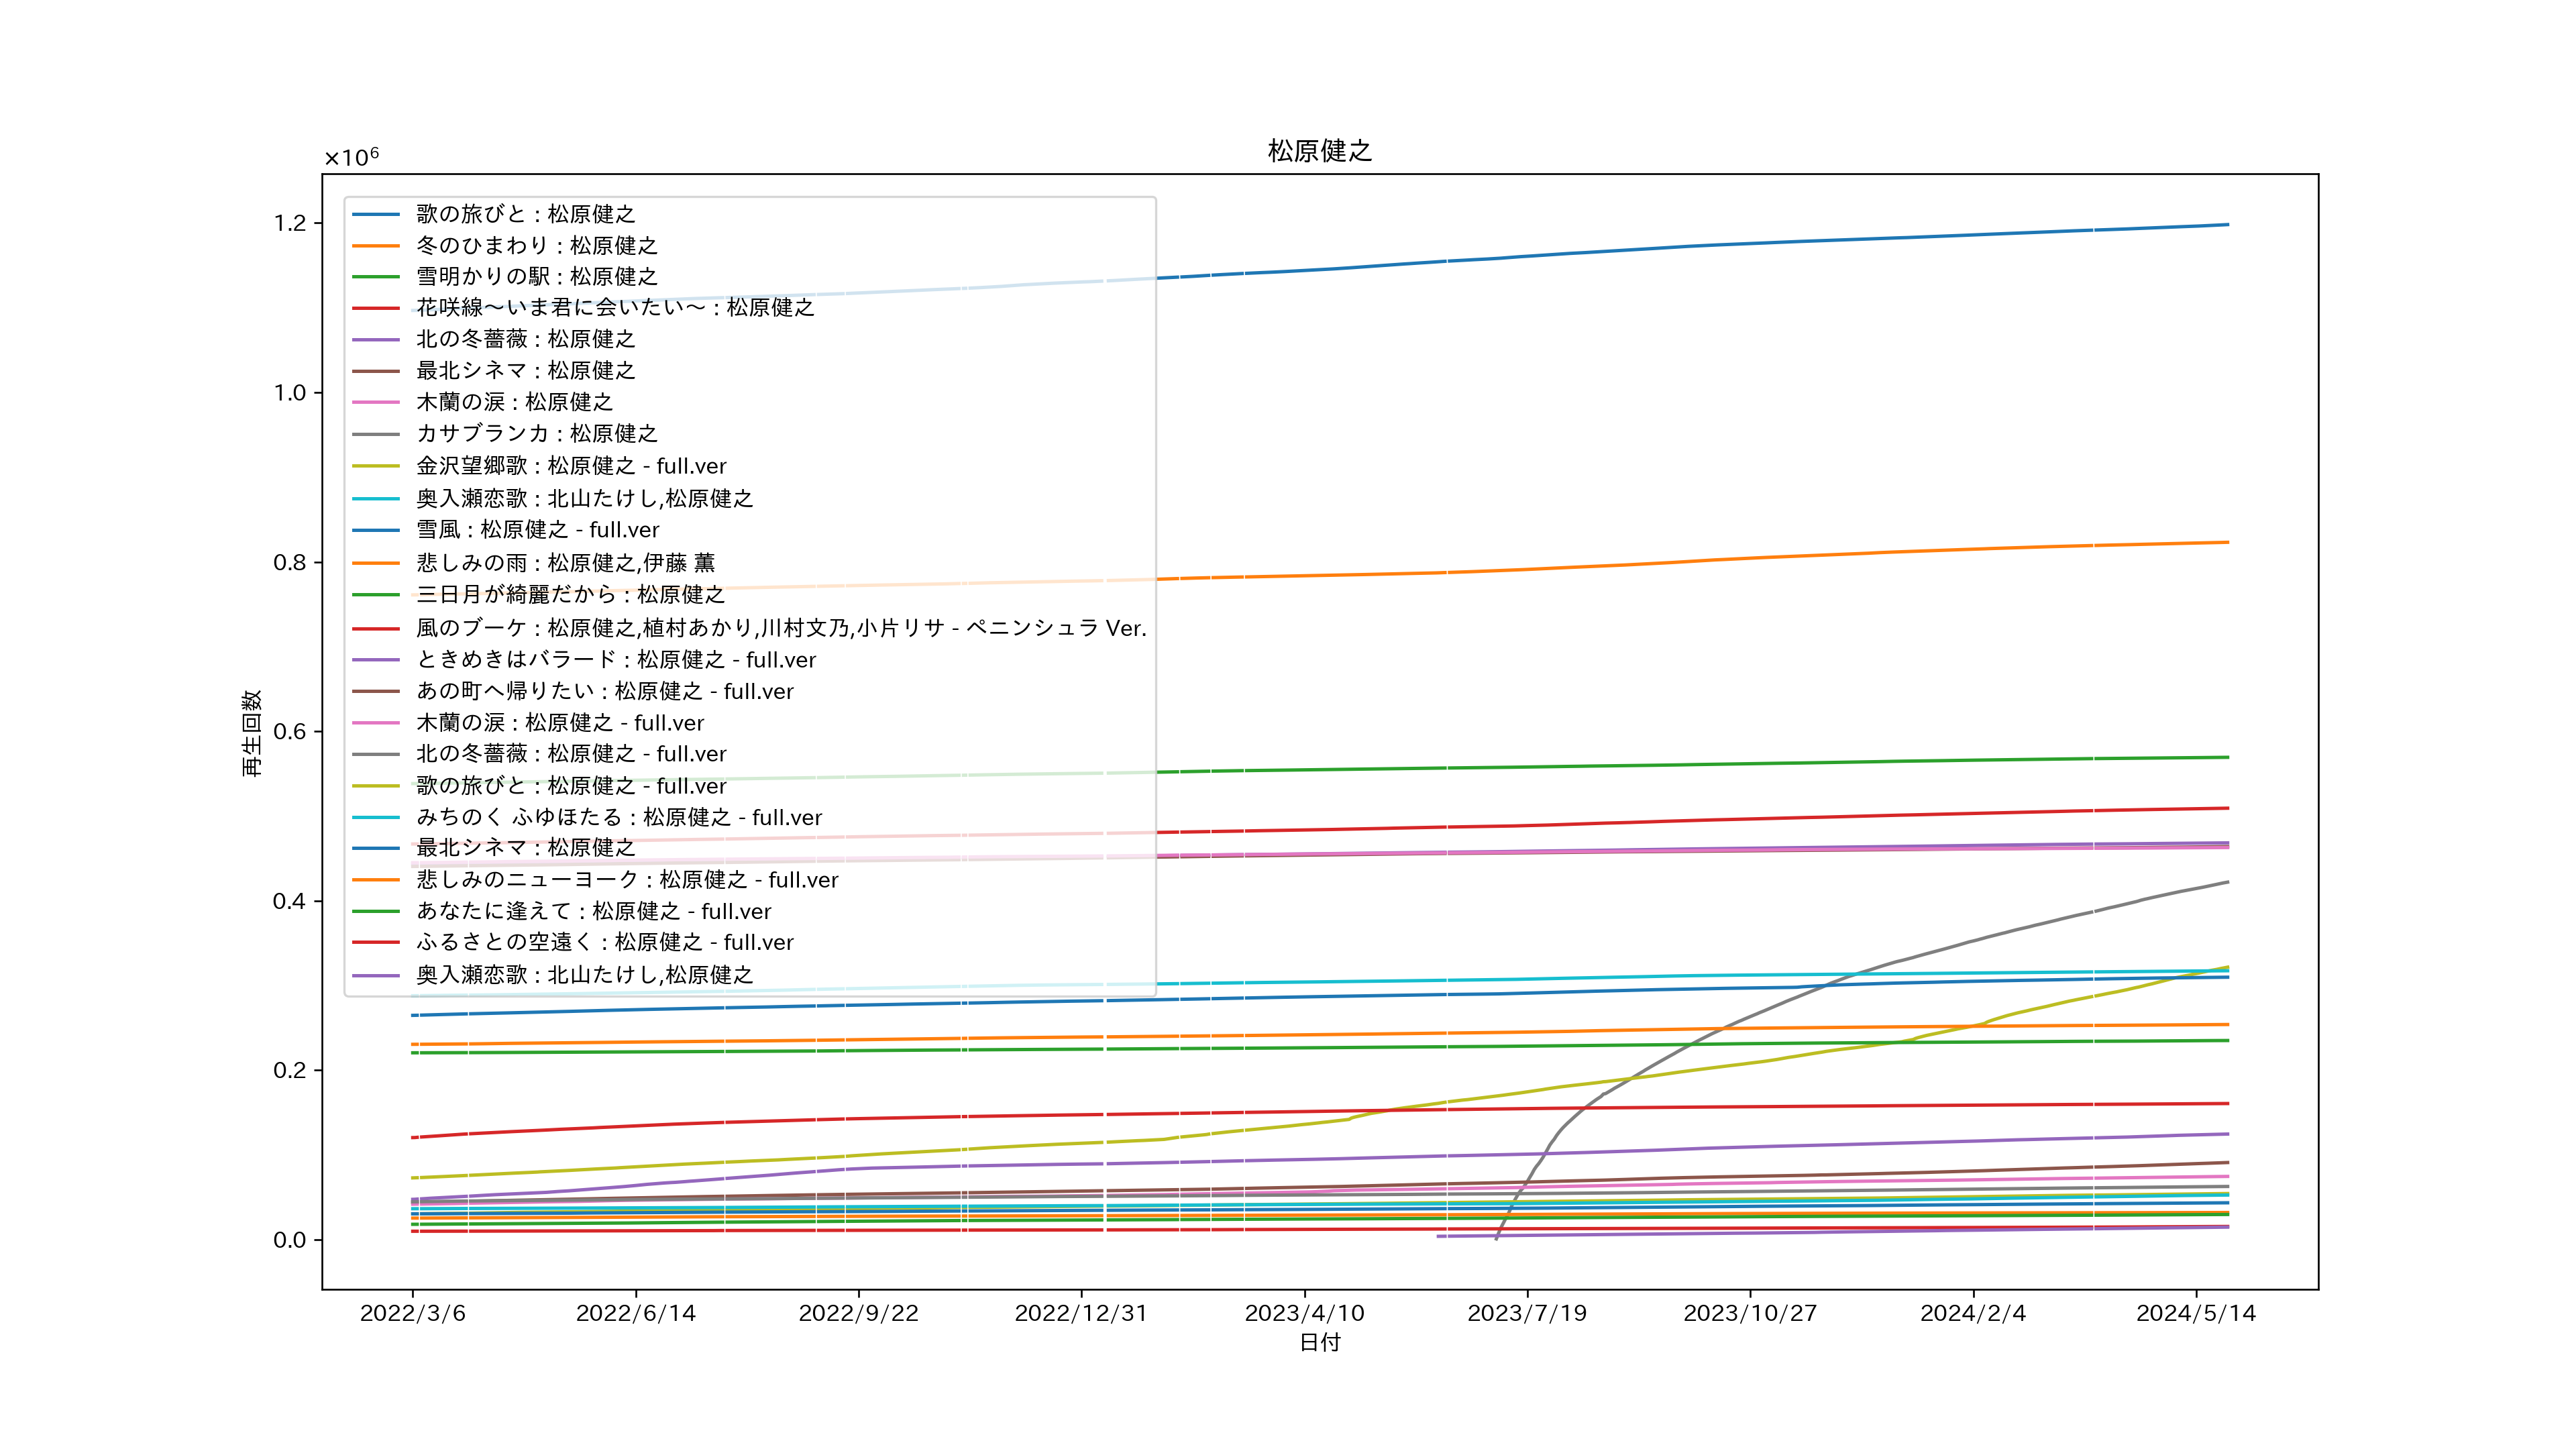 松原健之
×10⁶
1.2
1.0
0.8
0.6
0.4
0.2
0.0
再生回数
歌の旅びと : 松原健之
冬のひまわり : 松原健之
雪明かりの駅 : 松原健之
花咲線〜いま君に会いたい〜 : 松原健之
北の冬薔薇 : 松原健之
最北シネマ : 松原健之
木蘭の涙 : 松原健之
カサブランカ : 松原健之
金沢望郷歌 : 松原健之 - full.ver
奥入瀬恋歌 : 北山たけし,松原健之
雪風 : 松原健之 - full.ver
悲しみの雨 : 松原健之,伊藤 薫
三日月が綺麗だから : 松原健之
風のブーケ : 松原健之,植村あかり,川村文乃,小片リサ - ペニンシュラ Ver.
ときめきはバラード : 松原健之 - full.ver
あの町へ帰りたい : 松原健之 - full.ver
木蘭の涙 : 松原健之 - full.ver
北の冬薔薇 : 松原健之 - full.ver
歌の旅びと : 松原健之 - full.ver
みちのく ふゆほたる : 松原健之 - full.ver
最北シネマ : 松原健之
悲しみのニューヨーク : 松原健之 - full.ver
あなたに逢えて : 松原健之 - full.ver
ふるさとの空遠く : 松原健之 - full.ver
奥入瀬恋歌 : 北山たけし,松原健之
2022/3/6
2022/6/14
2022/9/22
2022/12/31
2023/4/10
2023/7/19
2023/10/27
2024/2/4
2024/5/14
日付